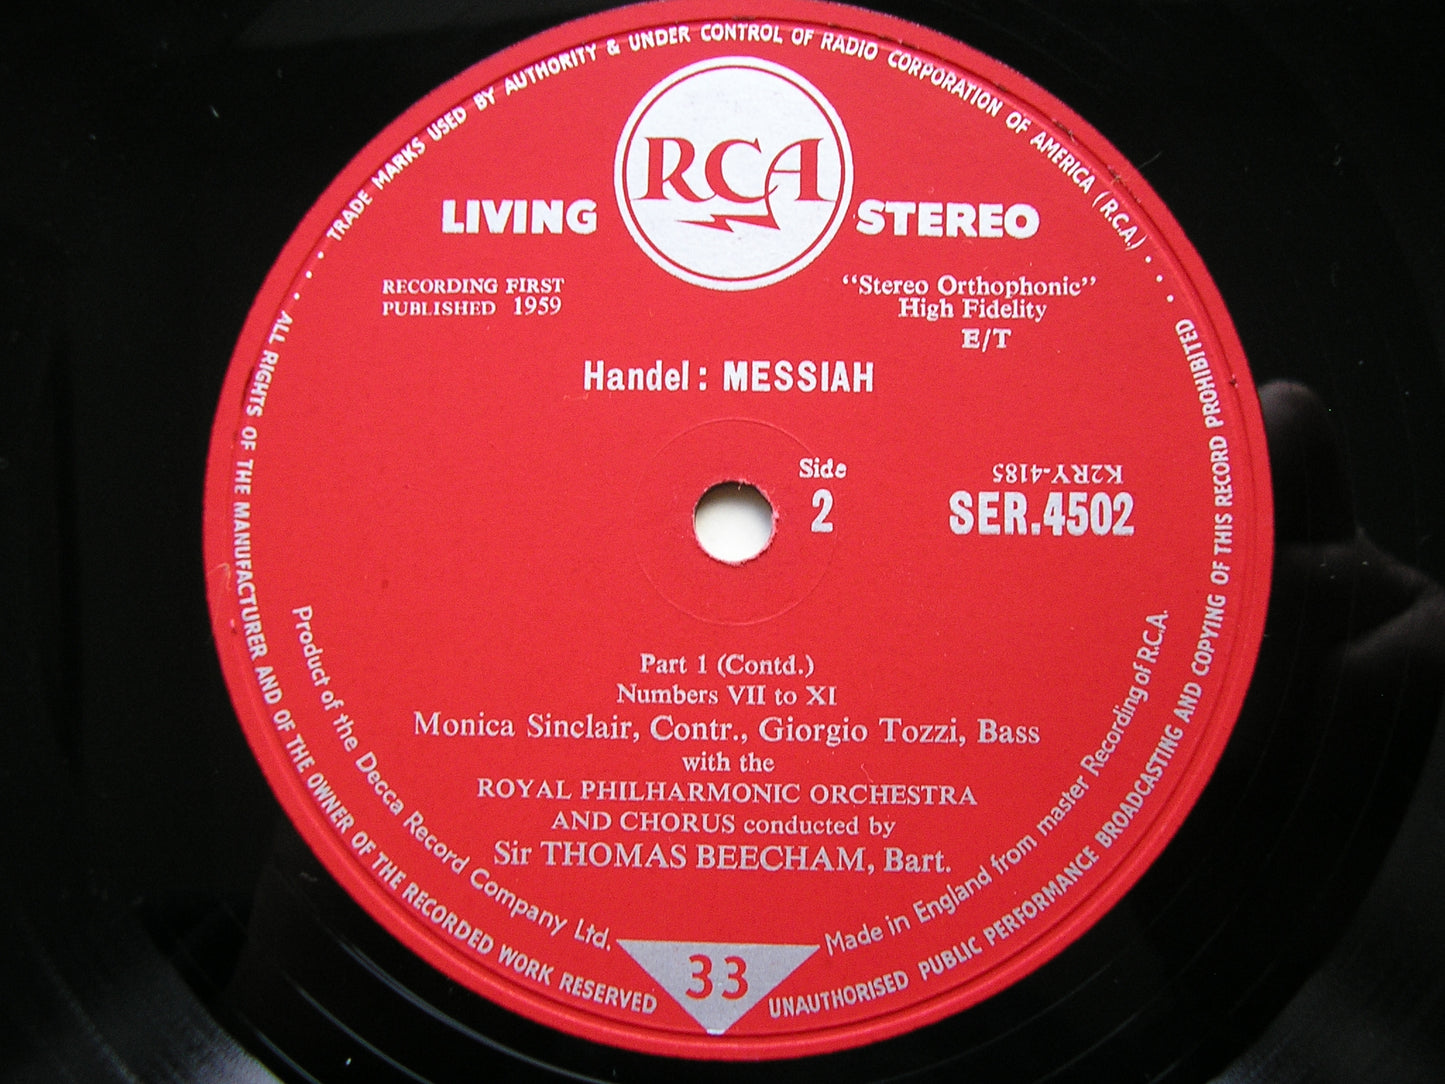 TRADE MARKS USED BY AUTHORITY & UNDER CONTROL OF RADIO CORPORATION OF AMERICA (R.C.A.)
RCA
LIVING STEREO
RECORDING FIRST
PUBLISHED 1959
"Stereo Orthophonic"
High Fidelity
E/T
Handel: MESSIAH
Side
2
K2RY-4185
SER.4502
Part 1 (Contd.)
Numbers VII to XI
Monica Sinclair, Contr., Giorgio Tozzi, Bass
with the
ROYAL PHILHARMONIC ORCHESTRA
AND CHORUS conducted by
Sir THOMAS BEECHAM, Bart.
Product of the Decca Record Company Ltd.
Made in England from master Recording of R.C.A.
33
ALL RIGHTS OF THE MANUFACTURER AND OF THE OWNER OF THE RECORDED WORK RESERVED
UNAUTHORISED PUBLIC PERFORMANCE BROADCASTING AND COPYING OF THIS RECORD PROHIBITED